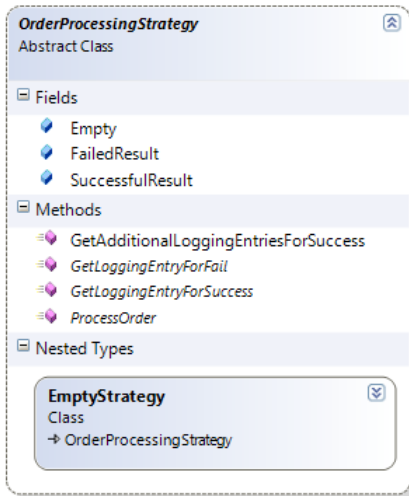 OrderProcessingStrategy
Abstract Class
Fields
Empty
FailedResult
SuccessfulResult
Methods
GetAdditionalLoggingEntriesForSuccess
GetLoggingEntryForFail
GetLoggingEntryForSuccess
ProcessOrder
Nested Types
EmptyStrategy
Class
OrderProcessingStrategy